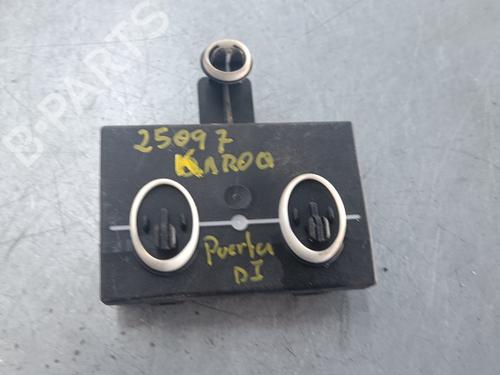 B-PARTS
25097
KAROQ
Puerta
DI